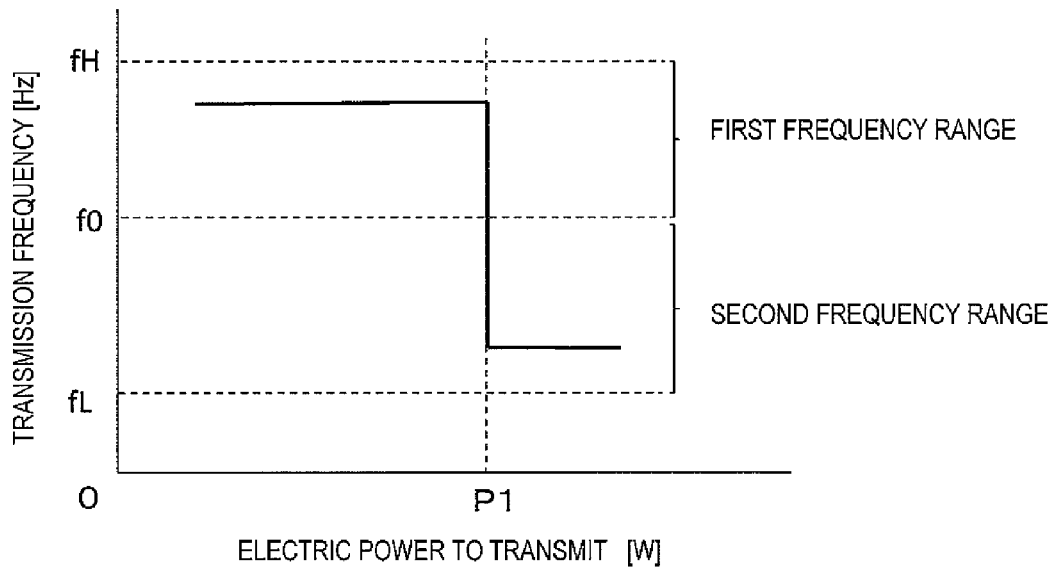 TRANSMISSION FREQUENCY [Hz]
fH
FIRST FREQUENCY RANGE
f0
SECOND FREQUENCY RANGE
fL
O
P1
ELECTRIC POWER TO TRANSMIT [W]